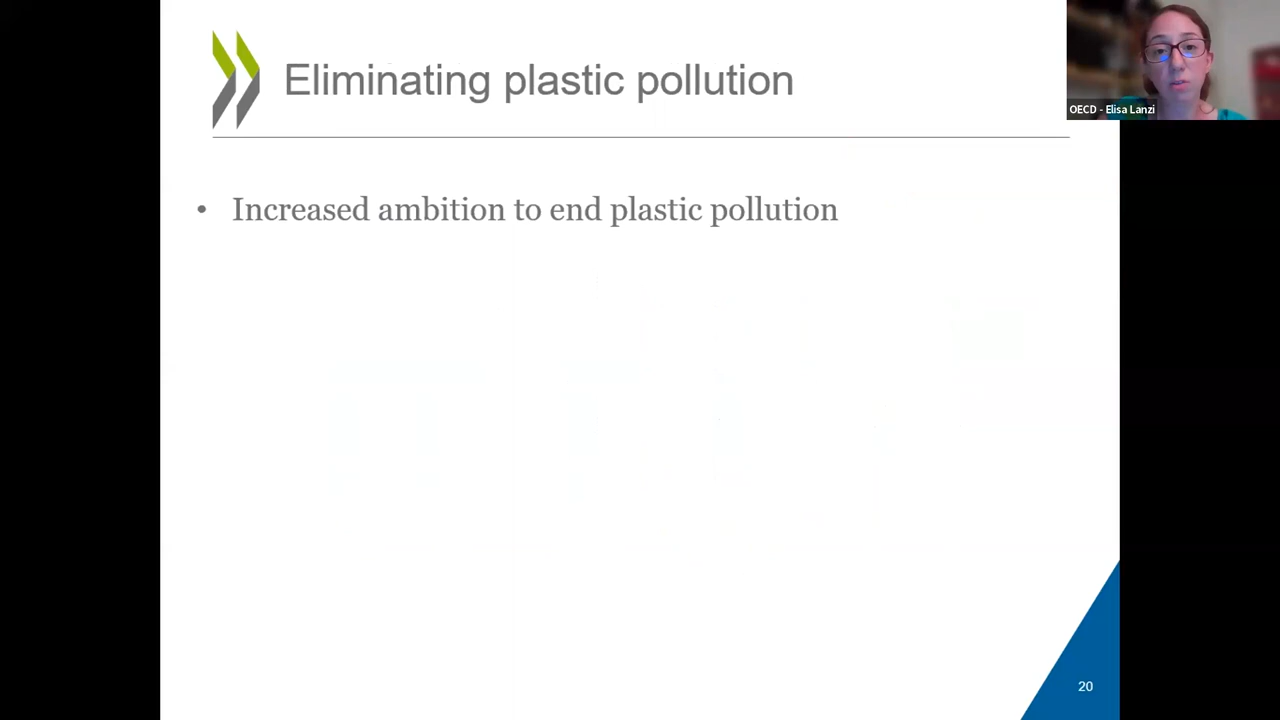 Eliminating plastic pollution
OECD - Elisa Lanzi
• Increased ambition to end plastic pollution
20